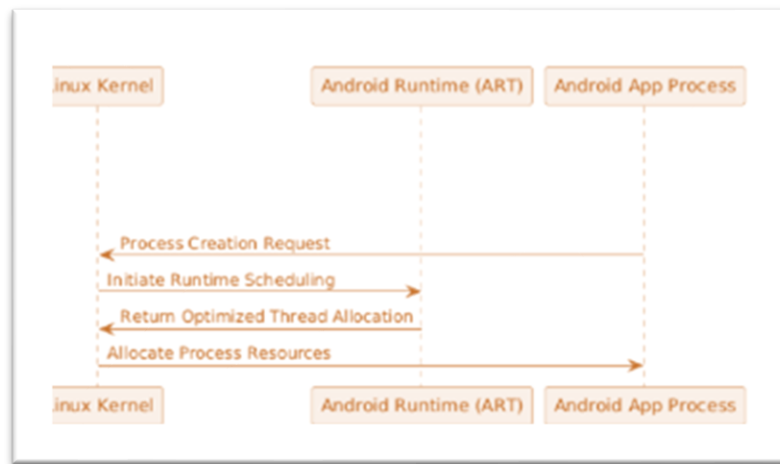 inux Kernel
Android Runtime (ART)
Android App Process
Process Creation Request
Initiate Runtime Scheduling
Return Optimized Thread Allocation
Allocate Process Resources
inux Kernel
Android Runtime (ART)
Android App Process